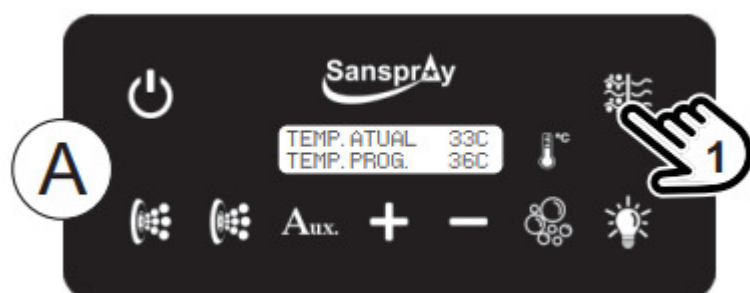 Sanspray
TEMP.ATUAL 33C
TEMP.PROG. 36C
°C
1
A
Aux.